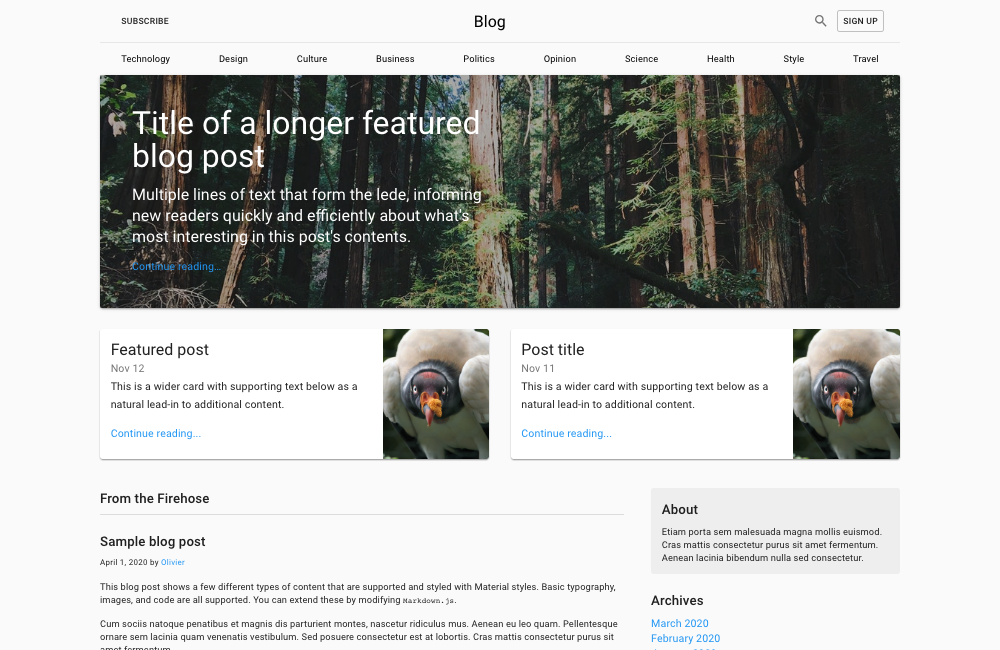 SUBSCRIBE
Blog
SIGN UP
Technology Design Culture Business Politics Opinion Science Health Style Travel
Title of a longer featured
blog post
Multiple lines of text that form the lede, informing
new readers quickly and efficiently about what's
most interesting in this post's contents.
Continue reading…
Featured post
Nov 12
This is a wider card with supporting text below as a
natural lead-in to additional content.
Continue reading...
Post title
Nov 11
This is a wider card with supporting text below as a
natural lead-in to additional content.
Continue reading...
From the Firehose
Sample blog post
April 1, 2020 by Olivier
This blog post shows a few different types of content that are supported and styled with Material styles. Basic typography,
images, and code are all supported. You can extend these by modifying Markdown.js.
Cum sociis natoque penatibus et magnis dis parturient montes, nascetur ridiculus mus. Aenean eu leo quam. Pellentesque
ornare sem lacinia quam venenatis vestibulum. Sed posuere consectetur est at lobortis. Cras mattis consectetur purus sit
amet fermentum.
About
Etiam porta sem malesuada magna mollis euismod.
Cras mattis consectetur purus sit amet fermentum.
Aenean lacinia bibendum nulla sed consectetur.
Archives
March 2020
February 2020